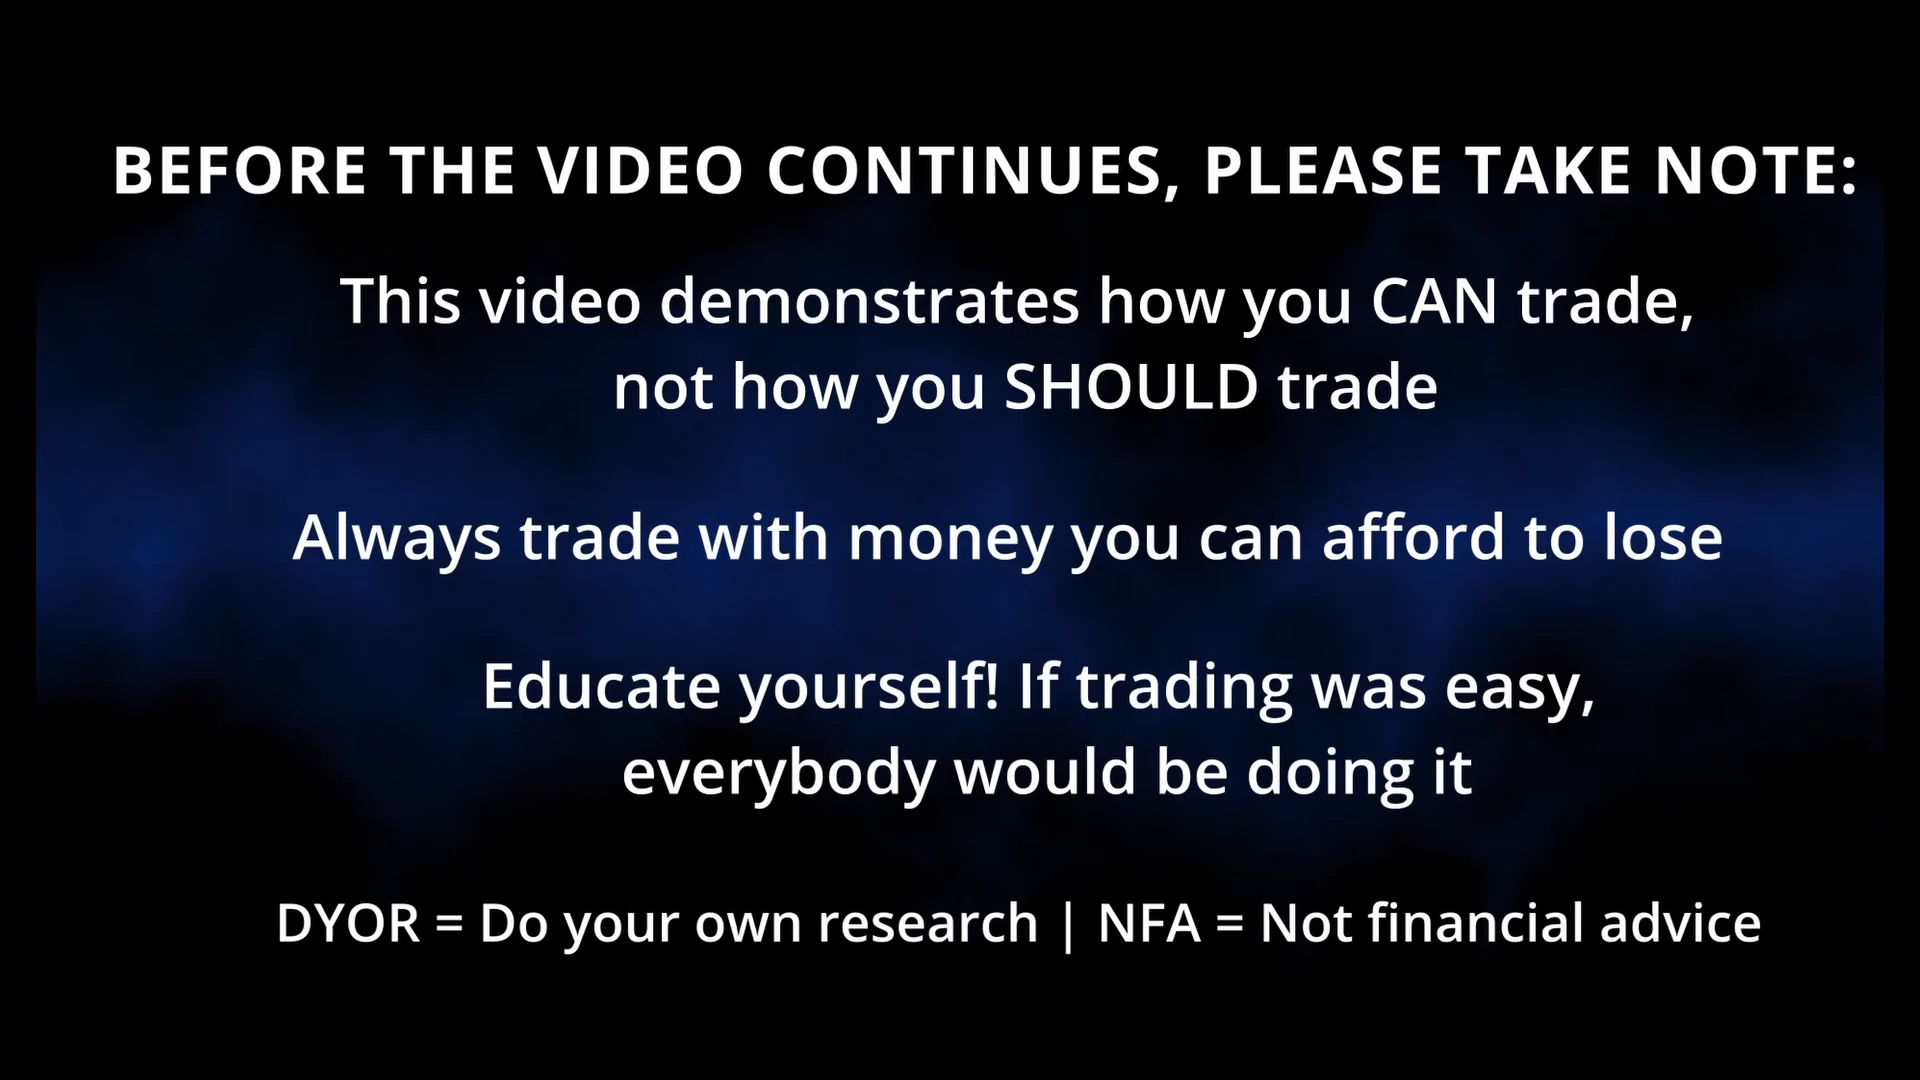 BEFORE THE VIDEO CONTINUES, PLEASE TAKE NOTE:
This video demonstrates how you CAN trade,
not how you SHOULD trade
Always trade with money you can afford to lose
Educate yourself! If trading was easy,
everybody would be doing it
DYOR = Do your own research | NFA = Not financial advice